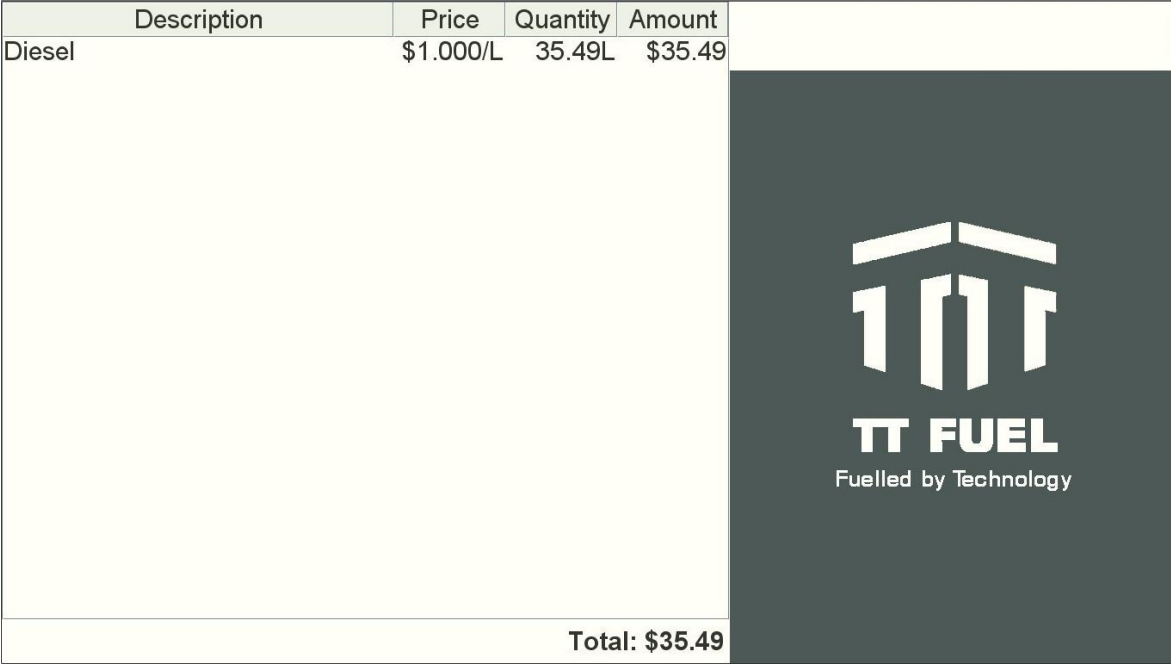 Description Price Quantity Amount
Diesel $1.000/L 35.49L $35.49
Total: $35.49
TT FUEL
Fuelled by Technology